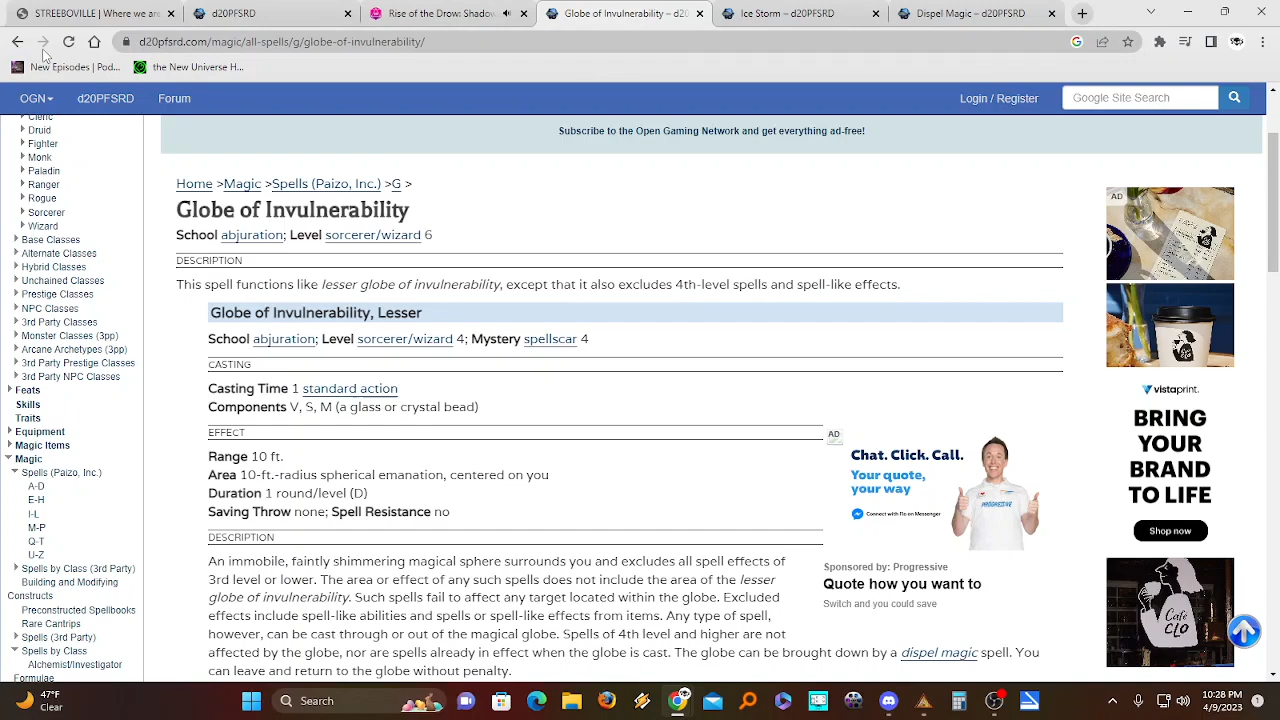 STREEBOVILLE on
d20PFSRD
Rise of the Drow Shadow
Globe of Invulnerability – d20
Ice Storm – d20PFSRD
Dispel Magic – d20PFSRD
d20pfsrd.com/magic/all-spells/g/globe-of-invulnerability/
New Episodes | Pod...
the New Universe H...
OGN
d20PFSRD
Forum
Login / Register
Google Site Search
Subscribe to the Open Gaming Network and get everything ad-free!
Cleric
Druid
Fighter
Monk
Paladin
Ranger
Rogue
Sorcerer
Wizard
Base Classes
Alternate Classes
Hybrid Classes
Unchained Classes
Prestige Classes
NPC Classes
3rd Party Classes
Monster Classes (3pp)
Arcane Archetypes (3pp)
3rd Party Prestige Classes
3rd Party NPC Classes
Feats
Skills
Traits
Equipment
Magic Items
Magic
Spells (Paizo, Inc.)
A-D
E-H
I-L
M-P
Q-T
U-Z
Spells by Class (3rd Party)
Building and Modifying
Constructs
Preconstructed Spellbooks
Rare Cantrips
Spells (3rd Party)
Spells by Class
Alchemist/Investigator
Formulae
Home >Magic >Spells (Paizo, Inc.) >G >
Globe of Invulnerability
School abjuration; Level sorcerer/wizard 6
DESCRIPTION
This spell functions like lesser globe of invulnerability, except that it also excludes 4th-level spells and spell-like effects.
Globe of Invulnerability, Lesser
School abjuration; Level sorcerer/wizard 4; Mystery spellscar 4
CASTING
Casting Time 1 standard action
Components V, S, M (a glass or crystal bead)
EFFECT
Range 10 ft.
Area 10-ft.-radius spherical emanation, centered on you
Duration 1 round/level (D)
Saving Throw none; Spell Resistance no
DESCRIPTION
An immobile, faintly shimmering magical sphere surrounds you and excludes all spell effects of
3rd level or lower. The area or effect of any such spells does not include the area of the lesser
globe of invulnerability. Such spells fail to affect any target located within the globe. Excluded
effects include spell-like abilities and spells or spell-like effects from items. Any type of spell,
however, can be cast through or out of the magical globe. Spells of 4th level and higher are not
affected by the globe, nor are spells already in effect when the globe is cast. The globe can be brought down by a dispel magic spell. You
can leave and return to the globe without penalty.
AD
Chat. Click. Call.
Your quote,
your way
Connect with Flo on Messenger
PROGRESSIVE
Sponsored by: Progressive
Quote how you want to
Switch and you could save
AD
vistaprint.
BRING
YOUR
BRAND
TO LIFE
Shop now
Café
CLO
4°F
Clear
Search
10:28 PM
2/9/2023
1